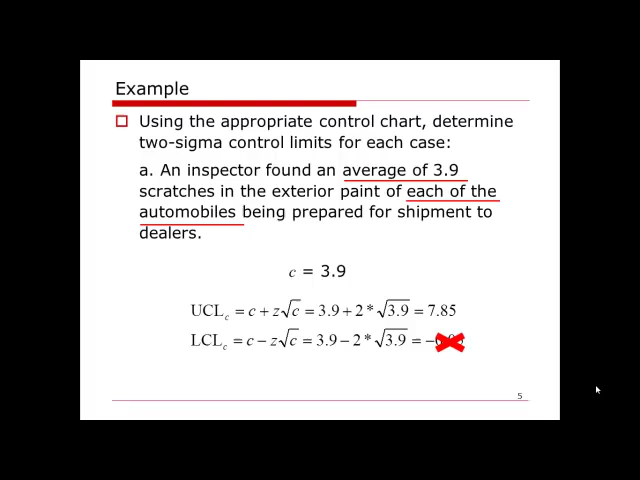 Example
Using the appropriate control chart, determine
two-sigma control limits for each case:
a. An inspector found an average of 3.9
scratches in the exterior paint of each of the
automobiles being prepared for shipment to
dealers.
c = 3.9
UCLc = c + z√c = 3.9 + 2 * √3.9 = 7.85
LCLc = c − z√c = 3.9 − 2 * √3.9 = −
5